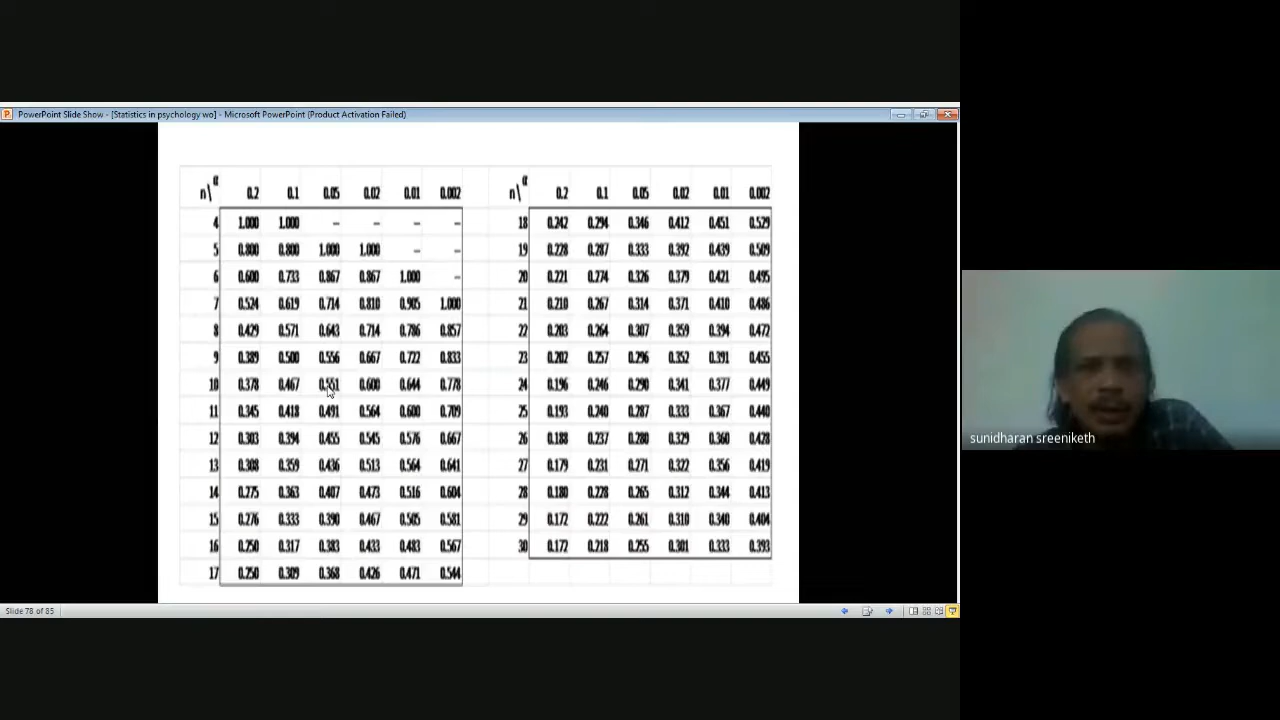 PowerPoint Slide Show - [Statistics in psychology wo] - Microsoft PowerPoint (Product Activation Failed)
n\α 0.2 0.1 0.05 0.02 0.01 0.002
4 1.000 1.000 – – – –
5 0.800 0.800 1.000 1.000 – –
6 0.600 0.733 0.867 0.867 1.000 –
7 0.524 0.619 0.714 0.810 0.905 1.000
8 0.429 0.571 0.643 0.714 0.786 0.857
9 0.389 0.500 0.556 0.667 0.722 0.833
10 0.378 0.467 0.600 0.644 0.778
11 0.345 0.418 0.491 0.564 0.600 0.709
12 0.303 0.394 0.455 0.545 0.576 0.667
13 0.308 0.359 0.436 0.513 0.564 0.641
14 0.275 0.363 0.407 0.473 0.516 0.604
15 0.276 0.333 0.390 0.467 0.505 0.581
16 0.250 0.317 0.383 0.433 0.483 0.567
17 0.250 0.309 0.368 0.426 0.471 0.544
n\α 0.2 0.1 0.05 0.02 0.01 0.002
18 0.242 0.294 0.346 0.412 0.451 0.529
19 0.228 0.287 0.333 0.392 0.439 0.509
20 0.221 0.274 0.326 0.379 0.421 0.495
21 0.210 0.267 0.314 0.371 0.410 0.486
22 0.203 0.264 0.307 0.359 0.394 0.472
23 0.202 0.257 0.296 0.352 0.391 0.455
24 0.196 0.246 0.290 0.341 0.377 0.449
25 0.193 0.240 0.287 0.333 0.367 0.440
26 0.188 0.237 0.280 0.329 0.360 0.428
27 0.179 0.231 0.271 0.322 0.356 0.419
28 0.180 0.228 0.265 0.312 0.344 0.413
29 0.172 0.222 0.261 0.310 0.340 0.404
30 0.172 0.218 0.255 0.301 0.333 0.393
sunidharan sreeniketh
Slide 78 of 85